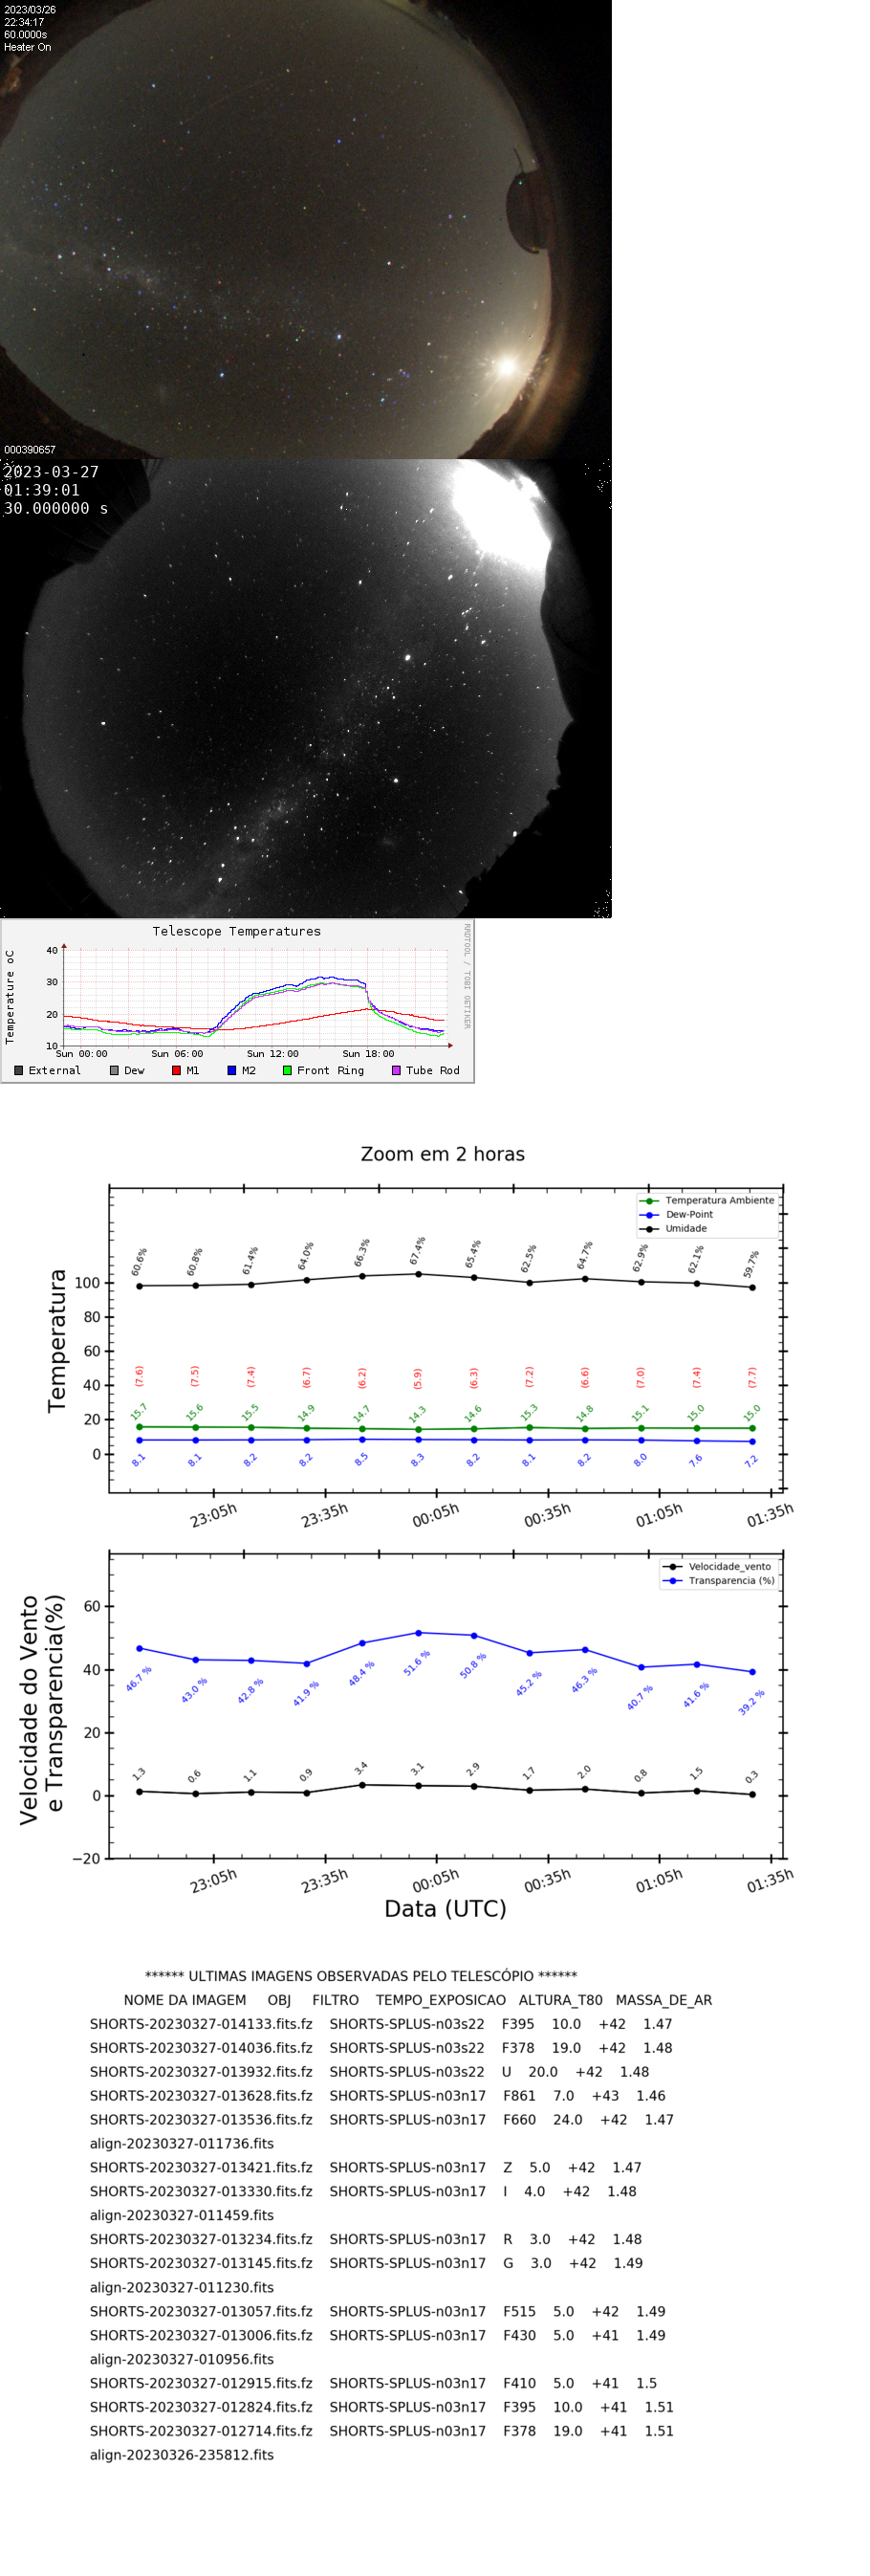 2023/03/26
22:34:17
60.0000s
Heater On
000390657
2023-03-27
01:39:01
30.000000 s
Telescope Temperatures
RRDTOOL / TOBI OETIKER
Temperature oC
40
30
20
10
Sun 00:00 Sun 06:00 Sun 12:00 Sun 18:00
External Dew M1 M2 Front Ring Tube Rod
Zoom em 2 horas
Temperatura
Temperatura Ambiente
Dew-Point
Umidade
60.6% 60.8% 61.4% 64.0% 66.3% 67.4% 65.4% 62.5% 64.7% 62.9% 62.1% 59.7%
100
80
60
40
20
0
(7.6) (7.5) (7.4) (6.7) (6.2) (5.9) (6.3) (7.2) (6.6) (7.0) (7.4) (7.7)
15.7 15.6 15.5 14.9 14.7 14.3 14.6 15.3 14.8 15.1 15.0 15.0
8.1 8.1 8.2 8.2 8.5 8.3 8.2 8.1 8.2 8.0 7.6 7.2
23:05h 23:35h 00:05h 00:35h 01:05h 01:35h
Velocidade do Vento
e Transparencia(%)
Velocidade_vento
Transparencia (%)
60
40
20
0
−20
46.7 % 43.0 % 42.8 % 41.9 % 48.4 % 51.6 % 50.8 % 45.2 % 46.3 % 40.7 % 41.6 % 39.2 %
1.3 0.6 1.1 0.9 3.4 3.1 2.9 1.7 2.0 0.8 1.5 0.3
23:05h 23:35h 00:05h 00:35h 01:05h 01:35h
Data (UTC)
****** ULTIMAS IMAGENS OBSERVADAS PELO TELESCÓPIO ******
NOME DA IMAGEM OBJ FILTRO TEMPO_EXPOSICAO ALTURA_T80 MASSA_DE_AR
SHORTS-20230327-014133.fits.fz SHORTS-SPLUS-n03s22 F395 10.0 +42 1.47
SHORTS-20230327-014036.fits.fz SHORTS-SPLUS-n03s22 F378 19.0 +42 1.48
SHORTS-20230327-013932.fits.fz SHORTS-SPLUS-n03s22 U 20.0 +42 1.48
SHORTS-20230327-013628.fits.fz SHORTS-SPLUS-n03n17 F861 7.0 +43 1.46
SHORTS-20230327-013536.fits.fz SHORTS-SPLUS-n03n17 F660 24.0 +42 1.47
align-20230327-011736.fits
SHORTS-20230327-013421.fits.fz SHORTS-SPLUS-n03n17 Z 5.0 +42 1.47
SHORTS-20230327-013330.fits.fz SHORTS-SPLUS-n03n17 I 4.0 +42 1.48
align-20230327-011459.fits
SHORTS-20230327-013234.fits.fz SHORTS-SPLUS-n03n17 R 3.0 +42 1.48
SHORTS-20230327-013145.fits.fz SHORTS-SPLUS-n03n17 G 3.0 +42 1.49
align-20230327-011230.fits
SHORTS-20230327-013057.fits.fz SHORTS-SPLUS-n03n17 F515 5.0 +42 1.49
SHORTS-20230327-013006.fits.fz SHORTS-SPLUS-n03n17 F430 5.0 +41 1.49
align-20230327-010956.fits
SHORTS-20230327-012915.fits.fz SHORTS-SPLUS-n03n17 F410 5.0 +41 1.5
SHORTS-20230327-012824.fits.fz SHORTS-SPLUS-n03n17 F395 10.0 +41 1.51
SHORTS-20230327-012714.fits.fz SHORTS-SPLUS-n03n17 F378 19.0 +41 1.51
align-20230326-235812.fits